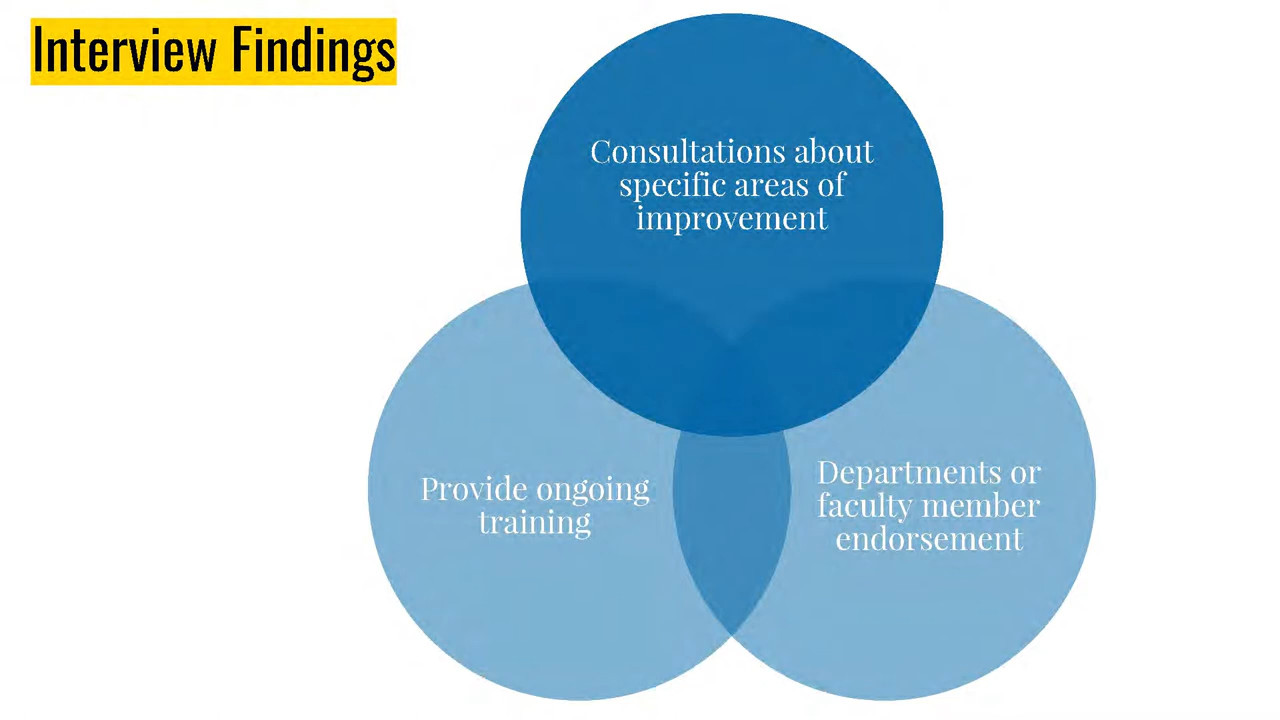 Interview Findings
Consultations about
specific areas of
improvement
Provide ongoing
training
Departments or
faculty member
endorsement